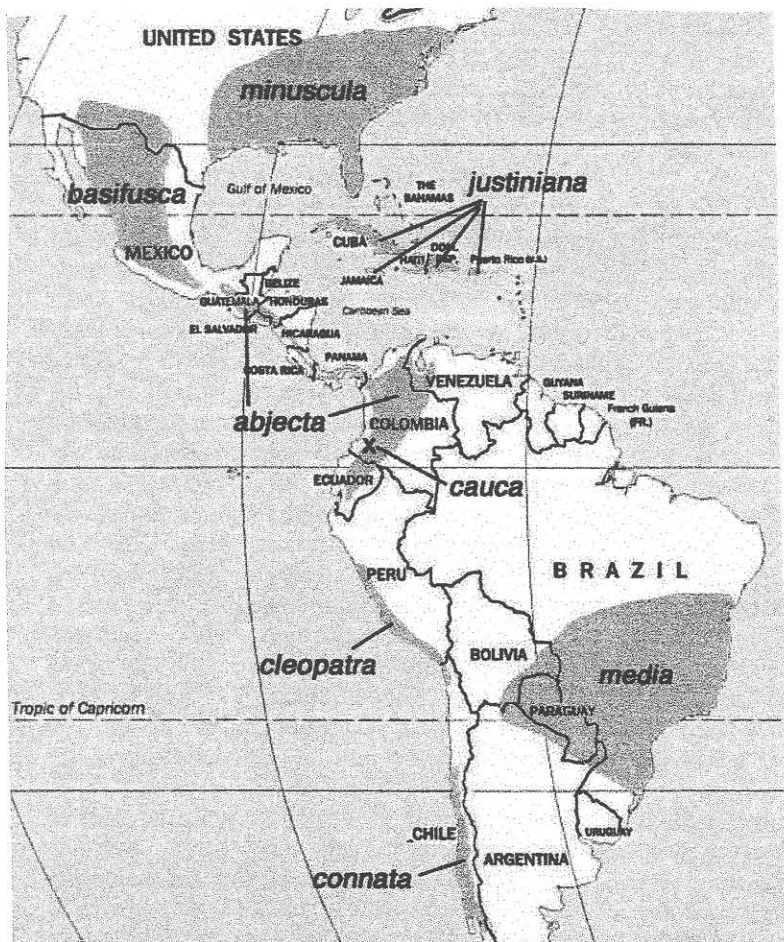 UNITED STATES
minuscula
basifusca
Gulf of Mexico
THE
BAHAMAS
justiniana
MEXICO
CUBA
HAITI
DOM.
REP.
Puerto Rico (U.S.)
JAMAICA
BELIZE
GUATEMALA
HONDURAS
Caribbean Sea
EL SALVADOR
NICARAGUA
COSTA RICA
PANAMA
VENEZUELA
GUYANA
SURINAME
French Guiana
(FR.)
abjecta
COLOMBIA
X
ECUADOR
cauca
PERU
BRAZIL
cleopatra
BOLIVIA
media
Tropic of Capricorn
PARAGUAY
CHILE
URUGUAY
ARGENTINA
connata